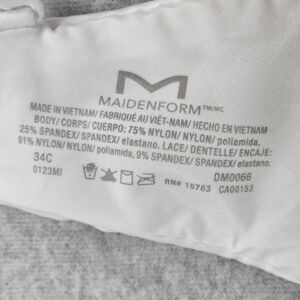 MAIDENFORM™/MC
MADE IN VIETNAM/ FABRIQUÉ AU VIÊT-NAM/ HECHO EN VIETNAM
BODY/ CORPS/ CUERPO: 75% NYLON/ NYLON/ poliamida,
25% SPANDEX/ SPANDEX/ elastano. LACE/ DENTELLE/ ENCAJE:
91% NYLON/ NYLON/ poliamida, 9% SPANDEX/ SPANDEX/ elastano.
34C DM0066
0123MI RN# 15763 CA00153